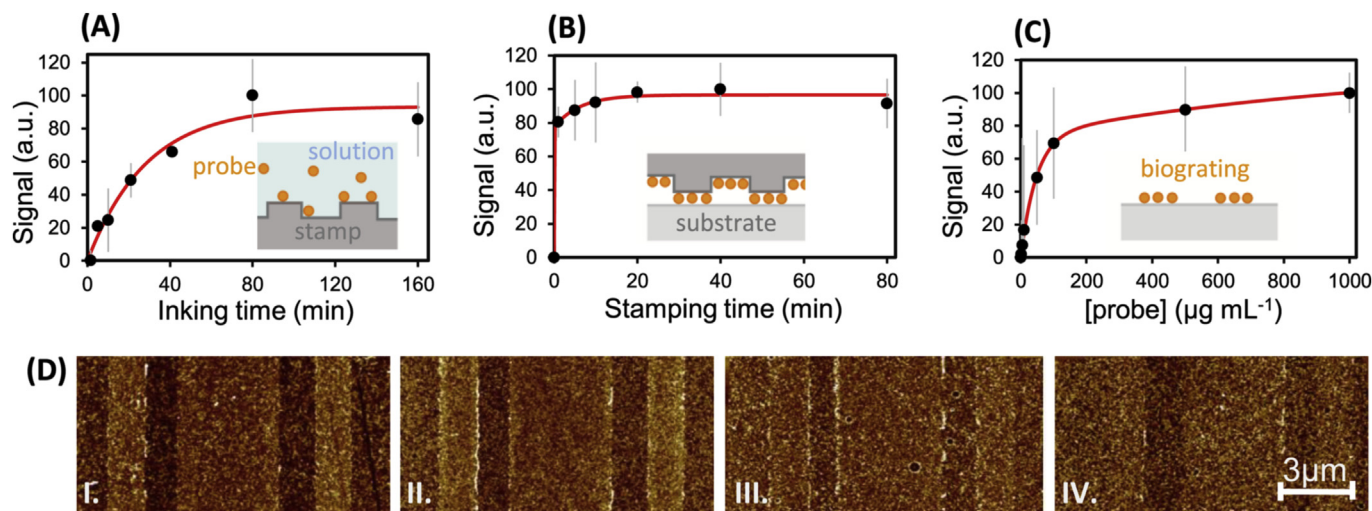 (A)
120
100
80
60
40
20
0
Signal (a.u.)
0 40 80 120 160
Inking time (min)
probe
solution
stamp
(B)
120
100
80
60
40
20
0
Signal (a.u.)
0 20 40 60 80
Stamping time (min)
substrate
(C)
120
100
80
60
40
20
0
Signal (a.u.)
0 200 400 600 800 1000
[probe] (µg mL⁻¹)
biograting
(D)
I.
II.
III.
IV.
3µm